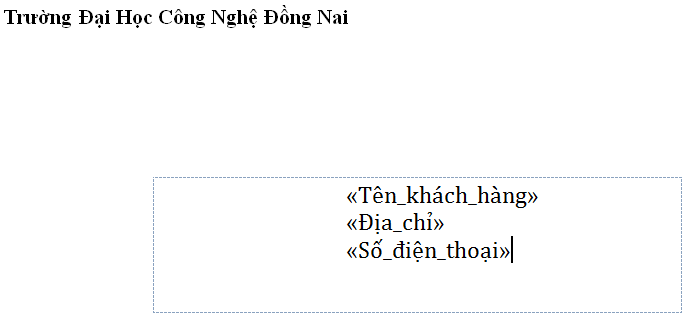 Trường Đại Học Công Nghệ Đồng Nai
«Tên_khách_hàng»
«Địa_chỉ»
«Số_điện_thoại»